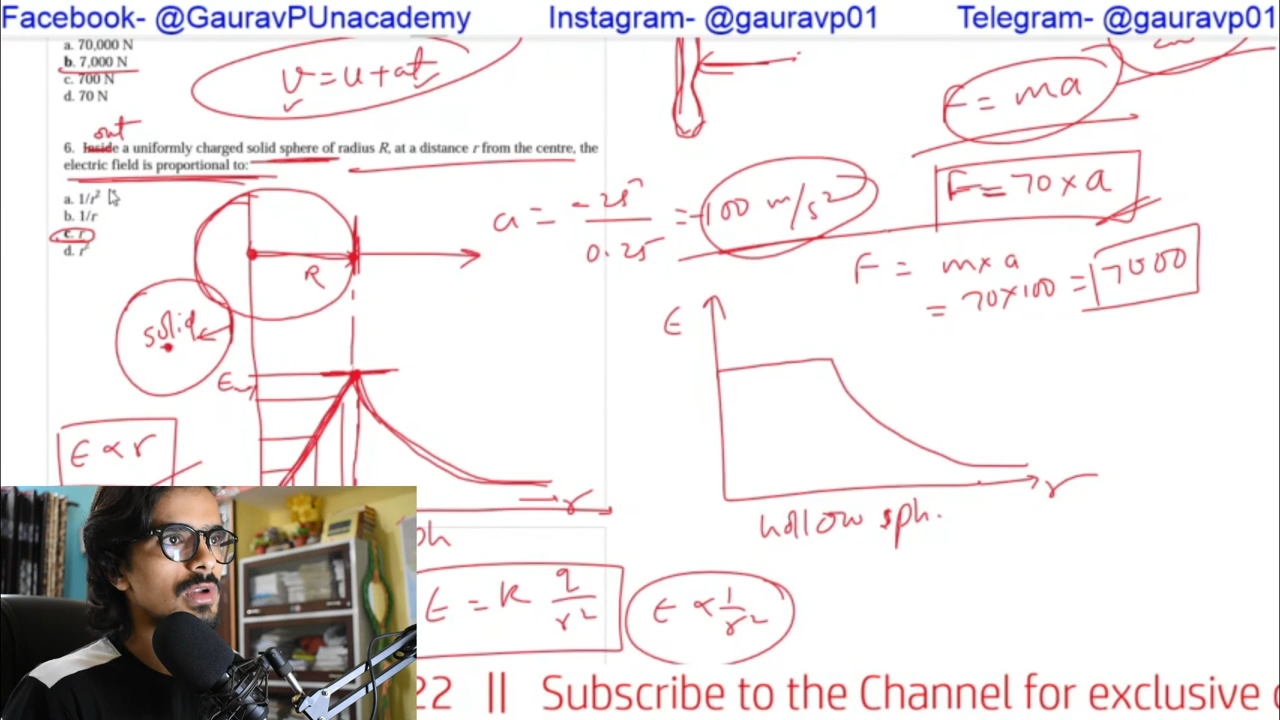 Facebook- @GauravPUnacademy Instagram- @gauravp01 Telegram- @gauravp01
a. 70,000 N
b. 7,000 N
c. 700 N
d. 70 N
v = u + at
F = ma
out
6. Inside a uniformly charged solid sphere of radius R, at a distance r from the centre, the
electric field is proportional to:
a. 1/r²
b. 1/r
c. r
d. r²
R
solid
a = -25 / 0.25 = -100 m/s²
F = 70 × a
F = m × a
= 70×100 = 7000
E
r
hollow sph.
E ∝ r
r
E = K q / r²
E ∝ 1/r²
22 || Subscribe to the Channel for exclusive